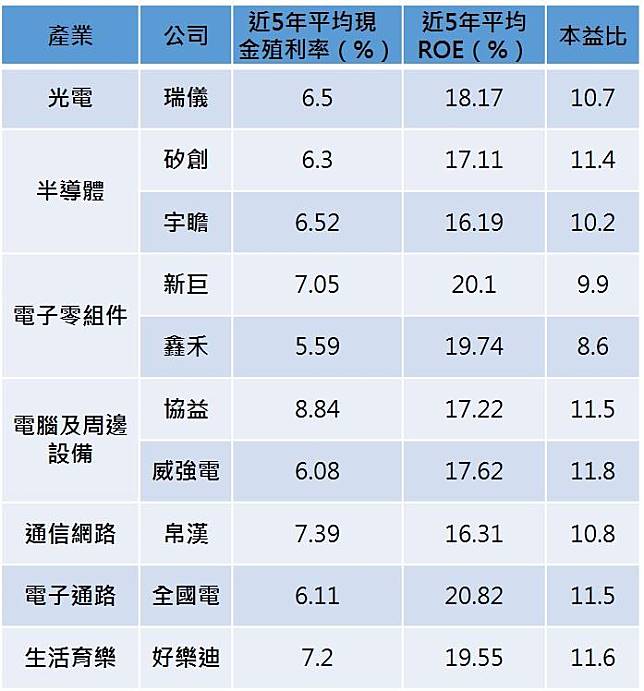 產業 公司 近5年平均現金殖利率（%） 近5年平均ROE（%） 本益比
光電 瑞儀 6.5 18.17 10.7
半導體 矽創 6.3 17.11 11.4
宇瞻 6.52 16.19 10.2
電子零組件 新巨 7.05 20.1 9.9
鑫禾 5.59 19.74 8.6
電腦及周邊設備 協益 8.84 17.22 11.5
威強電 6.08 17.62 11.8
通信網路 帛漢 7.39 16.31 10.8
電子通路 全國電 6.11 20.82 11.5
生活育樂 好樂迪 7.2 19.55 11.6